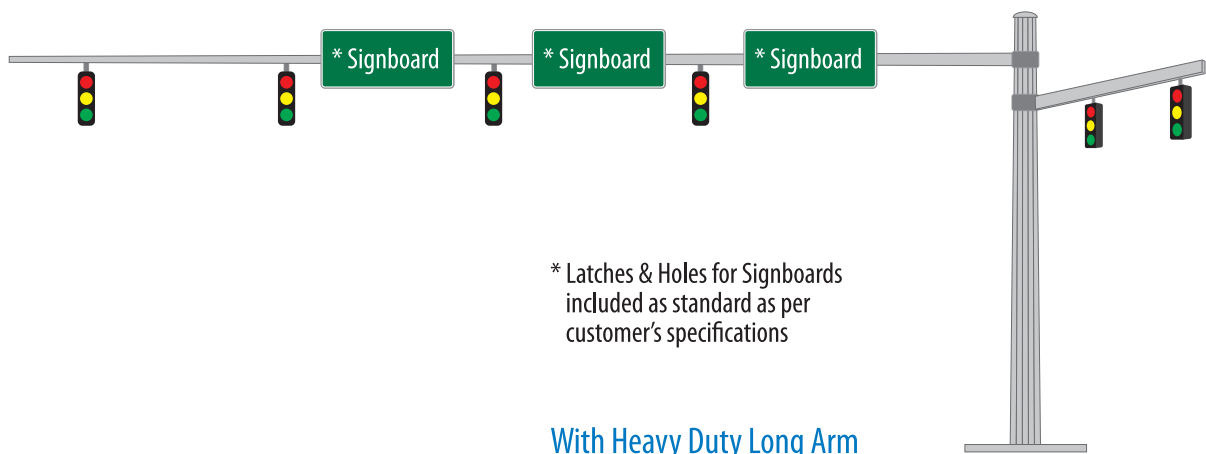 * Signboard
* Signboard
* Signboard
* Latches & Holes for Signboards
included as standard as per
customer’s specifications
With Heavy Duty Long Arm